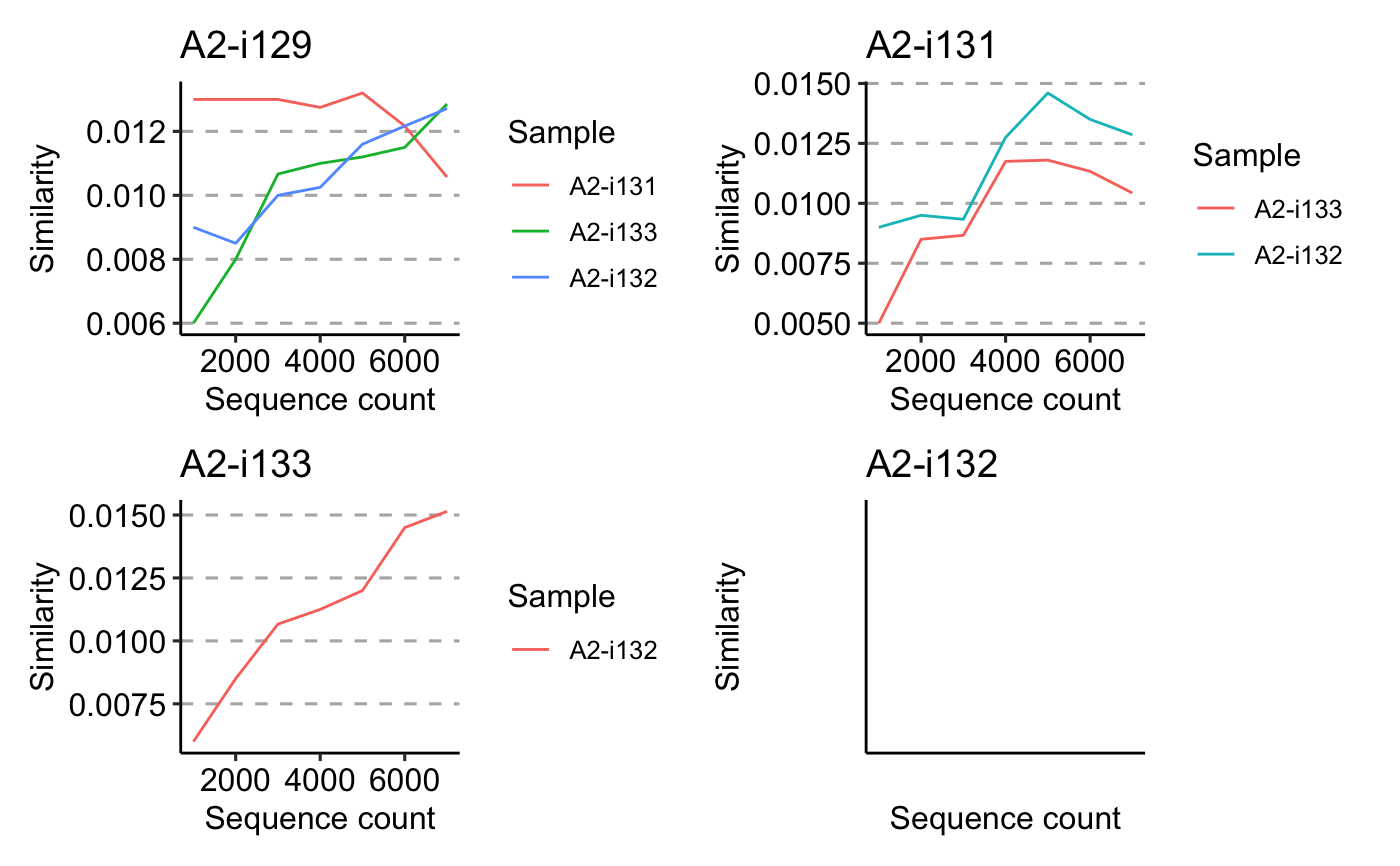 A2-i129
Similarity
0.012
0.010
0.008
0.006
2000 4000 6000
Sequence count
Sample
A2-i131
A2-i133
A2-i132
A2-i131
Similarity
0.0150
0.0125
0.0100
0.0075
0.0050
2000 4000 6000
Sequence count
Sample
A2-i133
A2-i132
A2-i133
Similarity
0.0150
0.0125
0.0100
0.0075
2000 4000 6000
Sequence count
Sample
A2-i132
A2-i132
Similarity
Sequence count